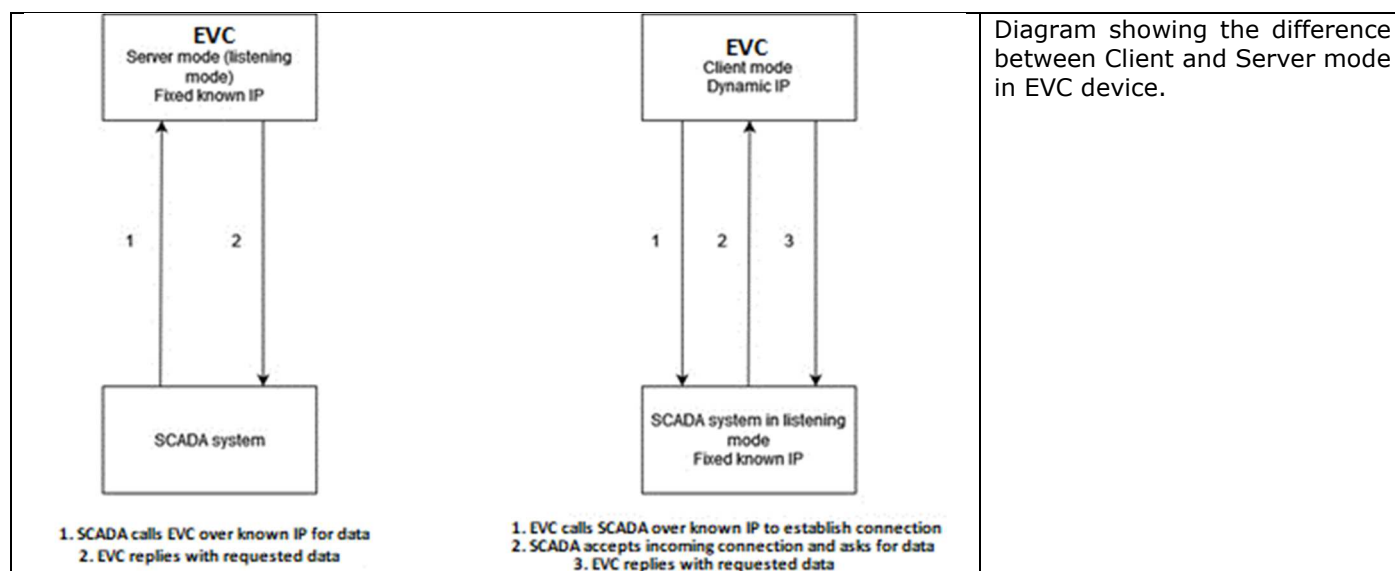 EVC
Server mode (listening
mode)
Fixed known IP
1
2
SCADA system
1. SCADA calls EVC over known IP for data
2. EVC replies with requested data
EVC
Client mode
Dynamic IP
1
2
3
SCADA system in listening
mode
Fixed known IP
1. EVC calls SCADA over known IP to establish connection
2. SCADA accepts incoming connection and asks for data
3. EVC replies with requested data
Diagram showing the difference
between Client and Server mode
in EVC device.